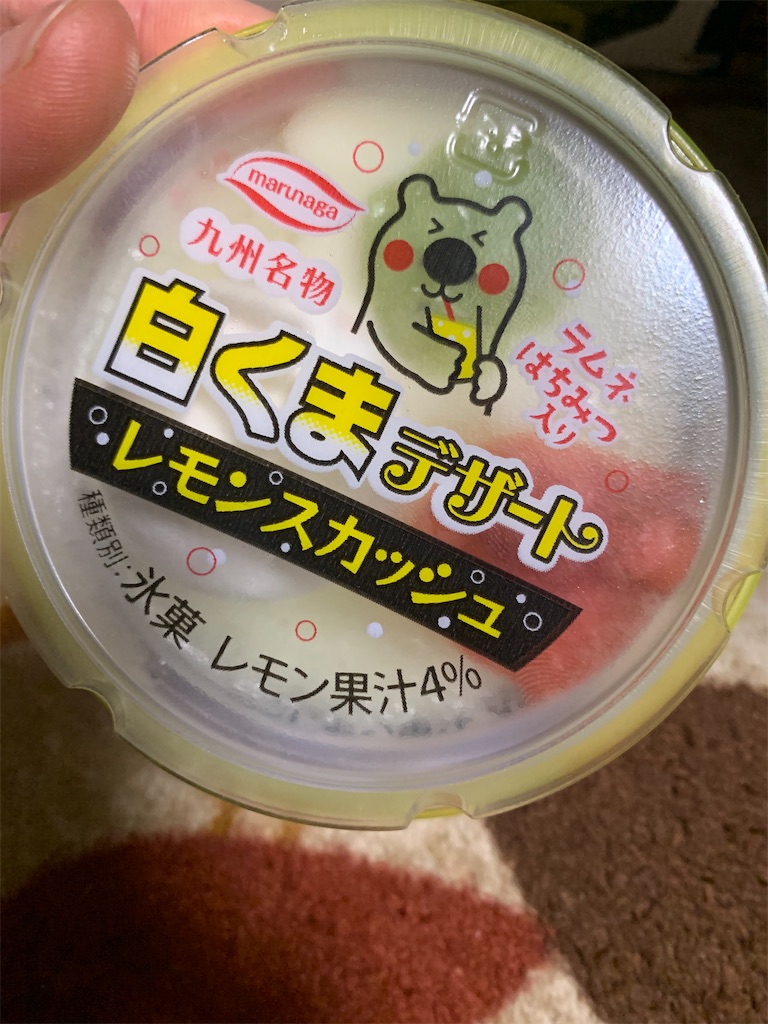 marunaga
九州名物
白くまデザート
ラムネ
はちみつ
入り
レモンスカッシュ
種類別:氷菓 レモン果汁4%